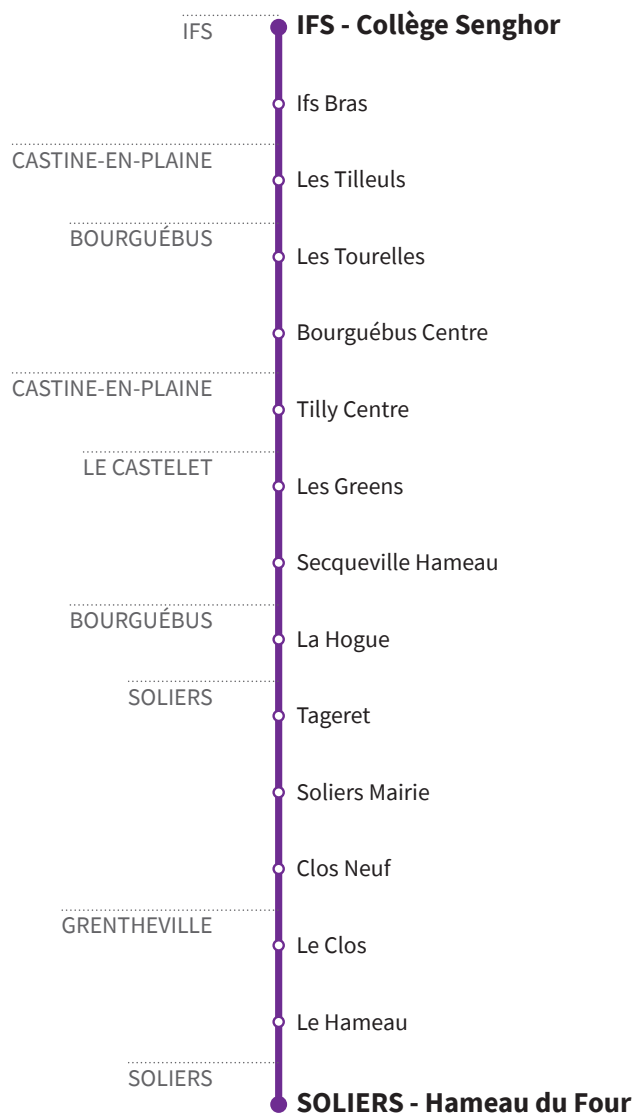 IFS
IFS - Collège Senghor
Ifs Bras
CASTINE-EN-PLAINE
Les Tilleuls
BOURGUÉBUS
Les Tourelles
Bourguébus Centre
CASTINE-EN-PLAINE
Tilly Centre
LE CASTELET
Les Greens
Secqueville Hameau
BOURGUÉBUS
La Hogue
SOLIERS
Tageret
Soliers Mairie
Clos Neuf
GRENTHEVILLE
Le Clos
Le Hameau
SOLIERS
SOLIERS - Hameau du Four